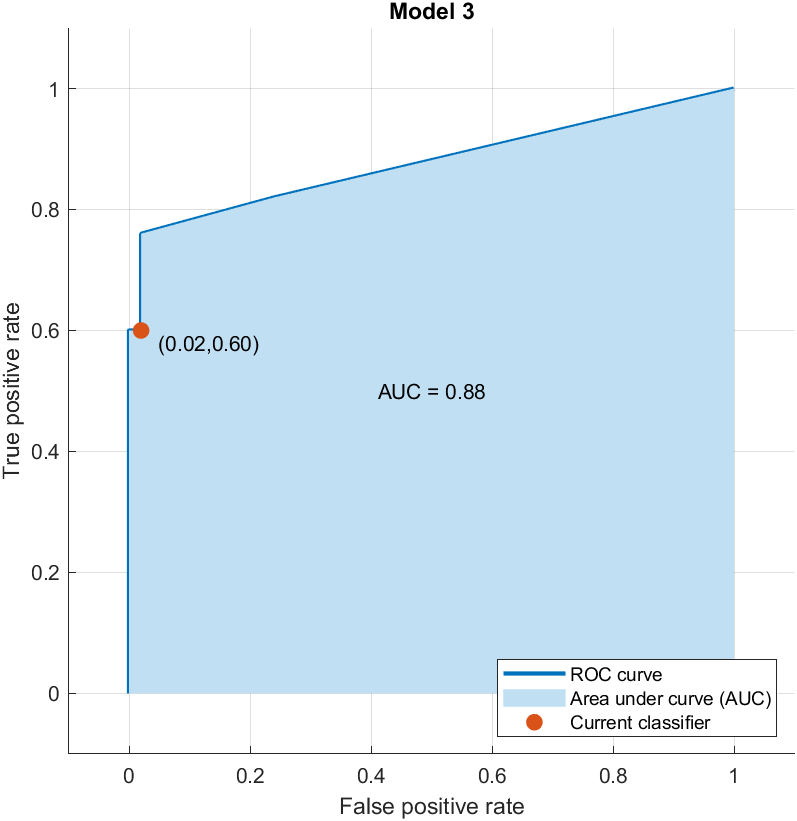 Model 3
True positive rate
1
0.8
0.6
0.4
0.2
0
(0.02,0.60)
AUC = 0.88
ROC curve
Area under curve (AUC)
Current classifier
0 0.2 0.4 0.6 0.8 1
False positive rate